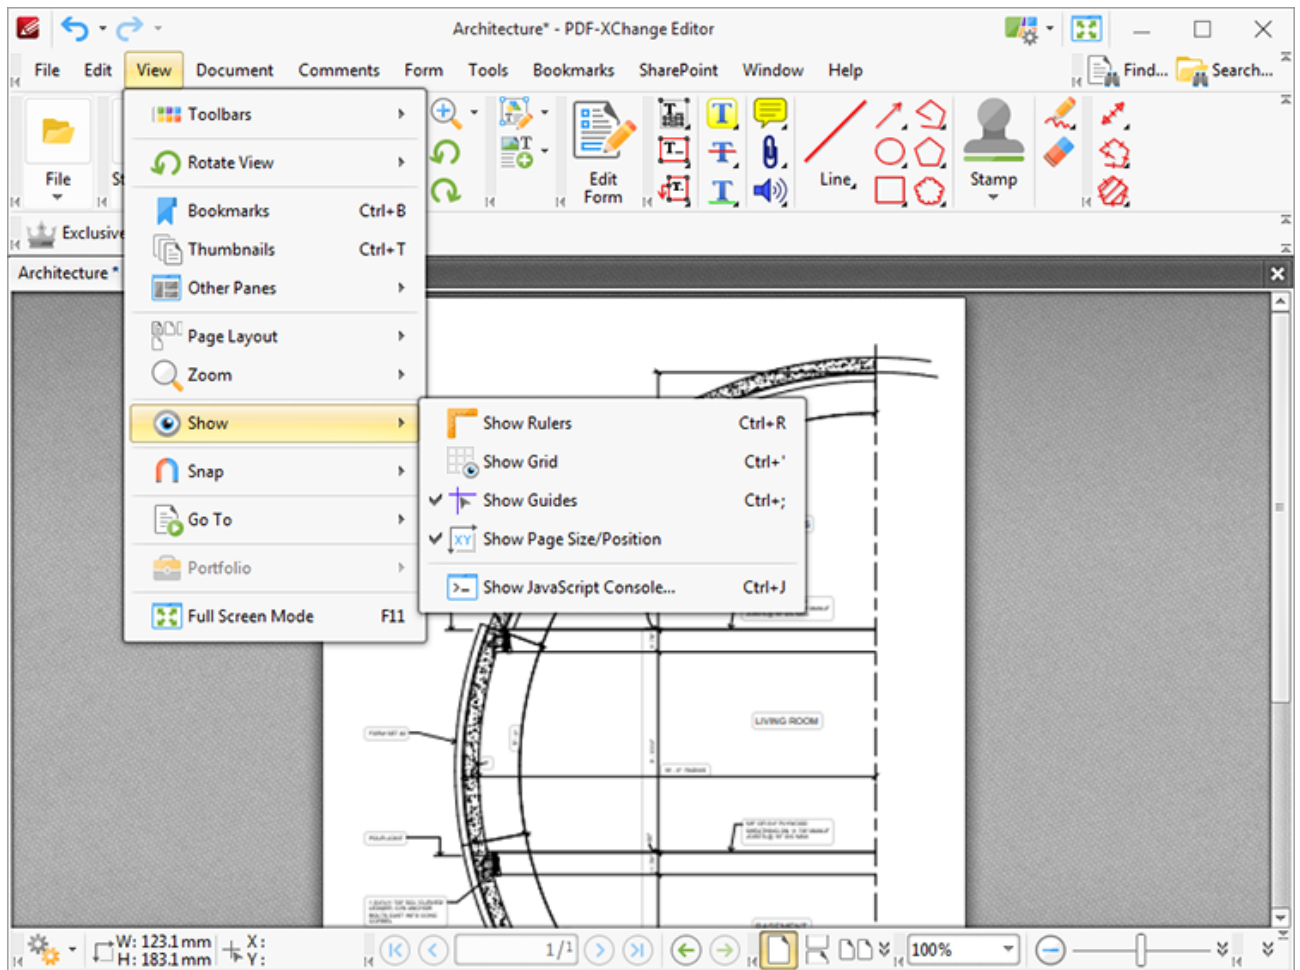 Architecture* - PDF-XChange Editor
File Edit View Document Comments Form Tools Bookmarks SharePoint Window Help Find... Search...
Toolbars
Rotate View
Bookmarks Ctrl+B
Thumbnails Ctrl+T
Other Panes
Page Layout
Zoom
Show
Snap
Go To
Portfolio
Full Screen Mode F11
File
St
Edit
Form
Line
Stamp
Exclusive
Architecture *
Show Rulers Ctrl+R
Show Grid Ctrl+'
Show Guides Ctrl+;
XY Show Page Size/Position
Show JavaScript Console... Ctrl+J
LIVING ROOM
BASEMENT
W: 123.1 mm
H: 183.1 mm
X:
Y:
1/1
100%